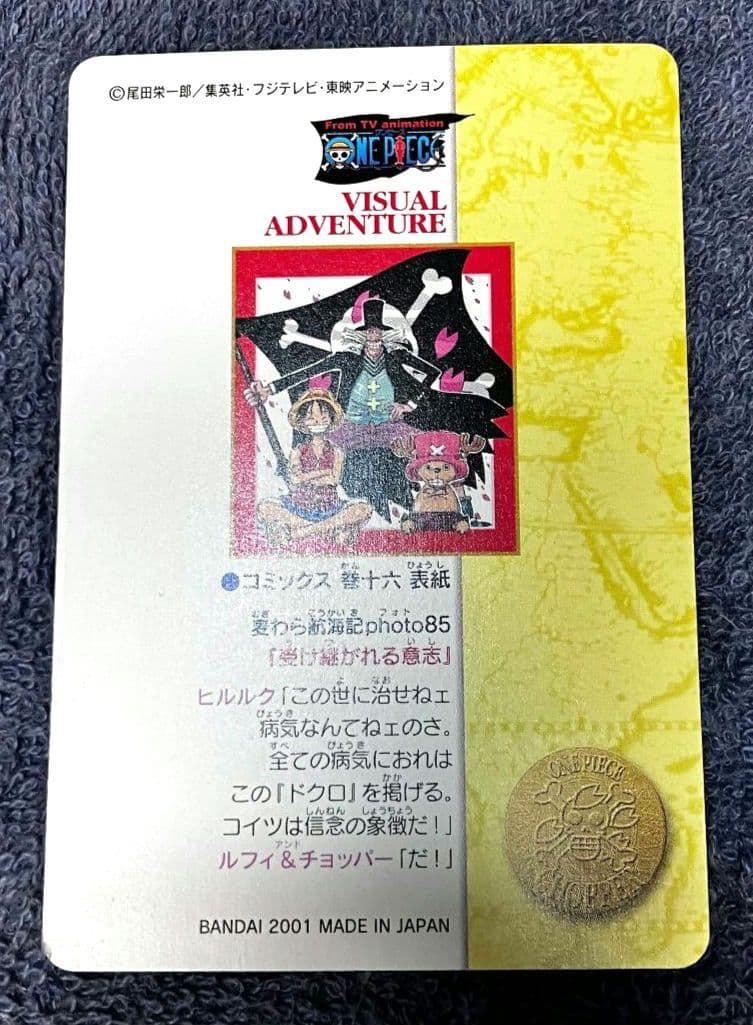 ©尾田栄一郎／集英社・フジテレビ・東映アニメーション
From TV animation
ONE PIECE
VISUAL
ADVENTURE
コミックス 巻十六 表紙
麦わら航海記photo85
『受け継がれる意志』
ヒルルク「この世に治せねェ
病気なんてねェのさ。
全ての病気におれは
この『ドクロ』を掲げる。
コイツは信念の象徴だ！」
ルフィ＆チョッパー「だ！」
ONE PIECE
CHOPPER
BANDAI 2001 MADE IN JAPAN